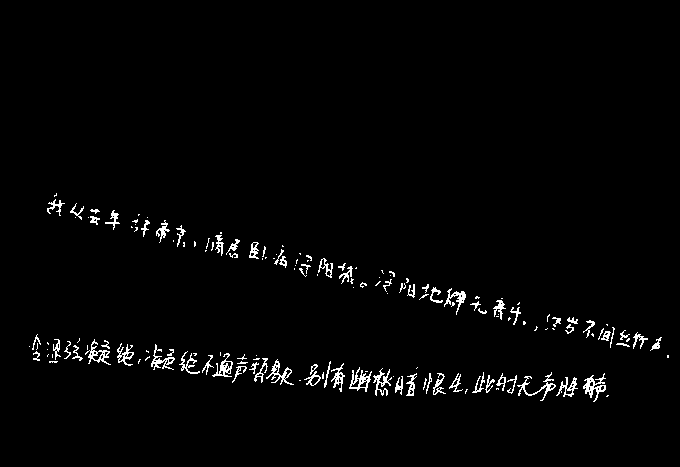 我从去年辞帝京，谪居卧病浔阳城。浔阳地僻无音乐，终岁不闻丝竹声.
冷涩弦凝绝，凝绝不通声暂歇.别有幽愁暗恨生，此时无声胜有声.